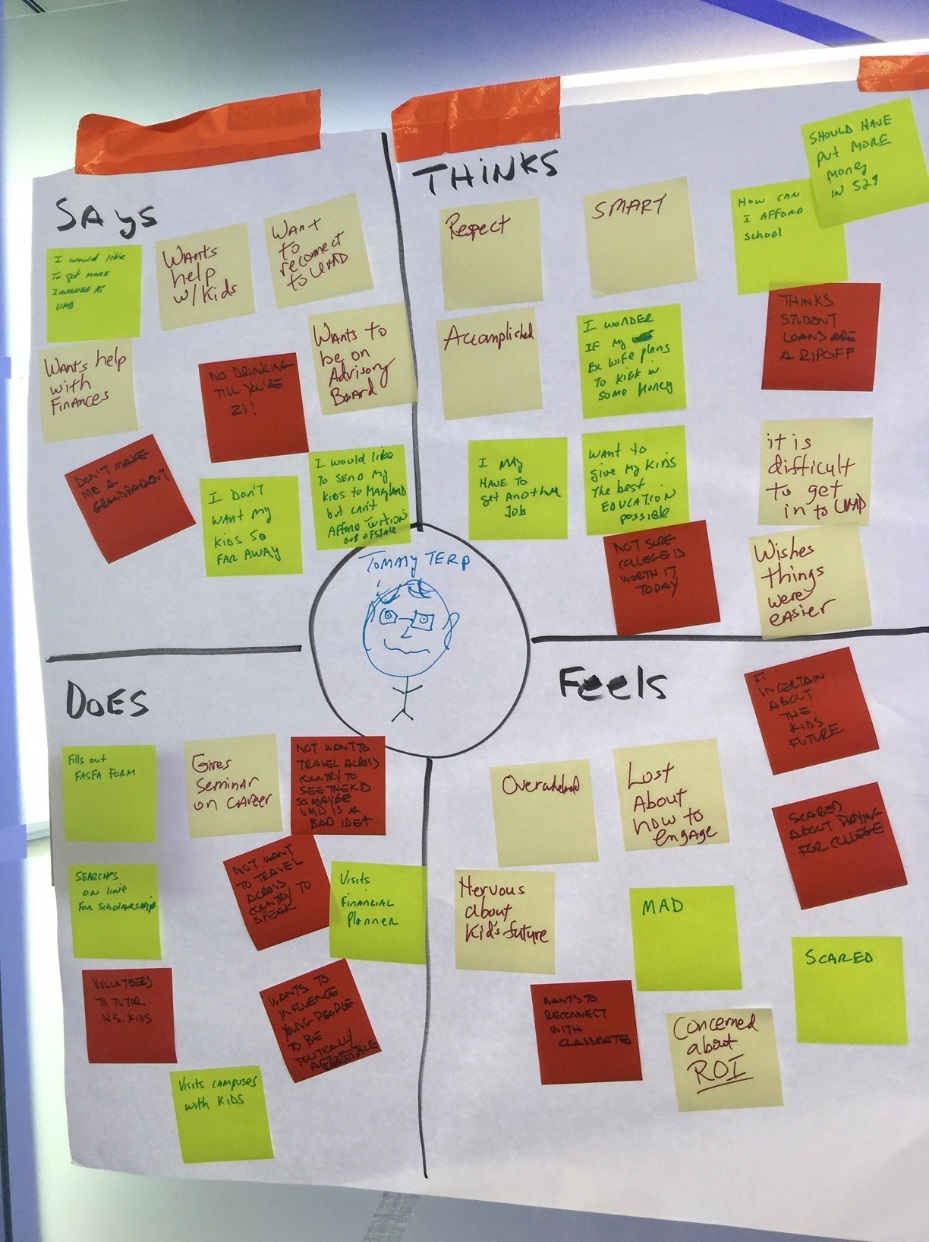 SAys
I would like
To get more
Involved at
UMD
Wants
help
w/kids
Want
to
reconnect
to UMD
Wants help
with
Finances
NO DRINKING
TILL YOU'RE
21!
Wants to
be on
Advisory
Board
DON'T MAKE
ME A
GRANDPARENT
I DON'T
WANT MY
KIDS SO
FAR AWAY
I would like
To SEND My
kids to Maryland
but can't
AFFORD TUITION
OUT OF STATE
THiNKS
Respect
SMART
HOW CAN
I AFFORD
School
SHOULD HAVE
put MORE
Money
IN 529
Accomplished
I WONDER
IF My
Ex wife plans
To kick in
Some Money
THINKS
STUDENT
LOANS ARE
A RIPOFF
I May
HAVE TO
get Another
Job
WANT to
give My Kids
The best
EDUCATION
possible
it is
difficult
to get
in to UMD
NOT SURE
COLLEGE IS
WORTH IT
TODAY
Wishes
things
were
easier
Tommy TERP
DOES
Fills out
FASFA FORM
Gives
Seminar
on career
NOT WANT TO
TRAVEL ACROSS
COUNTRY TO
SEE THE KID
SO MAYBE
UMD IS A
BAD IDEA
SEARCHES
ON line
FOR Scholarship
NOT WANT
TO TRAVEL
ACROSS
COUNTRY TO
SPEAK
Visits
Financial
Planner
VOLUNTEERS
TO TUTOR
H.S. KIDS
WANTS TO
INFLUENCE
YOUNG PEOPLE
TO BE
POLITICALLY
Visits campuses
with KIDS
Feels
UNCERTAIN
ABOUT
THE
KIDS
FUTURE
Overwhelmed
Lost
About
how to
engage
SCARED
ABOUT PAYING
FOR COLLEGE
Nervous
about
Kid's future
MAD
SCARED
WANTS TO
RECONNECT
WITH
CLASSMATES
Concerned
about
ROI